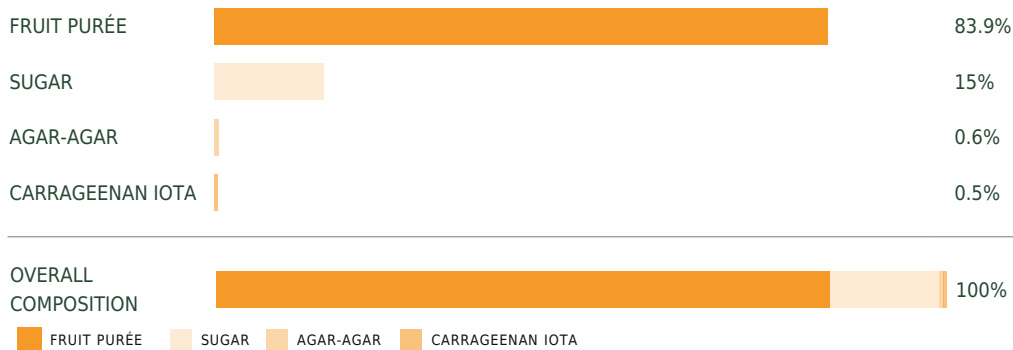 FRUIT PURÉE 83.9%
SUGAR 15%
AGAR-AGAR 0.6%
CARRAGEENAN IOTA 0.5%
OVERALL
COMPOSITION 100%
FRUIT PURÉE SUGAR AGAR-AGAR CARRAGEENAN IOTA